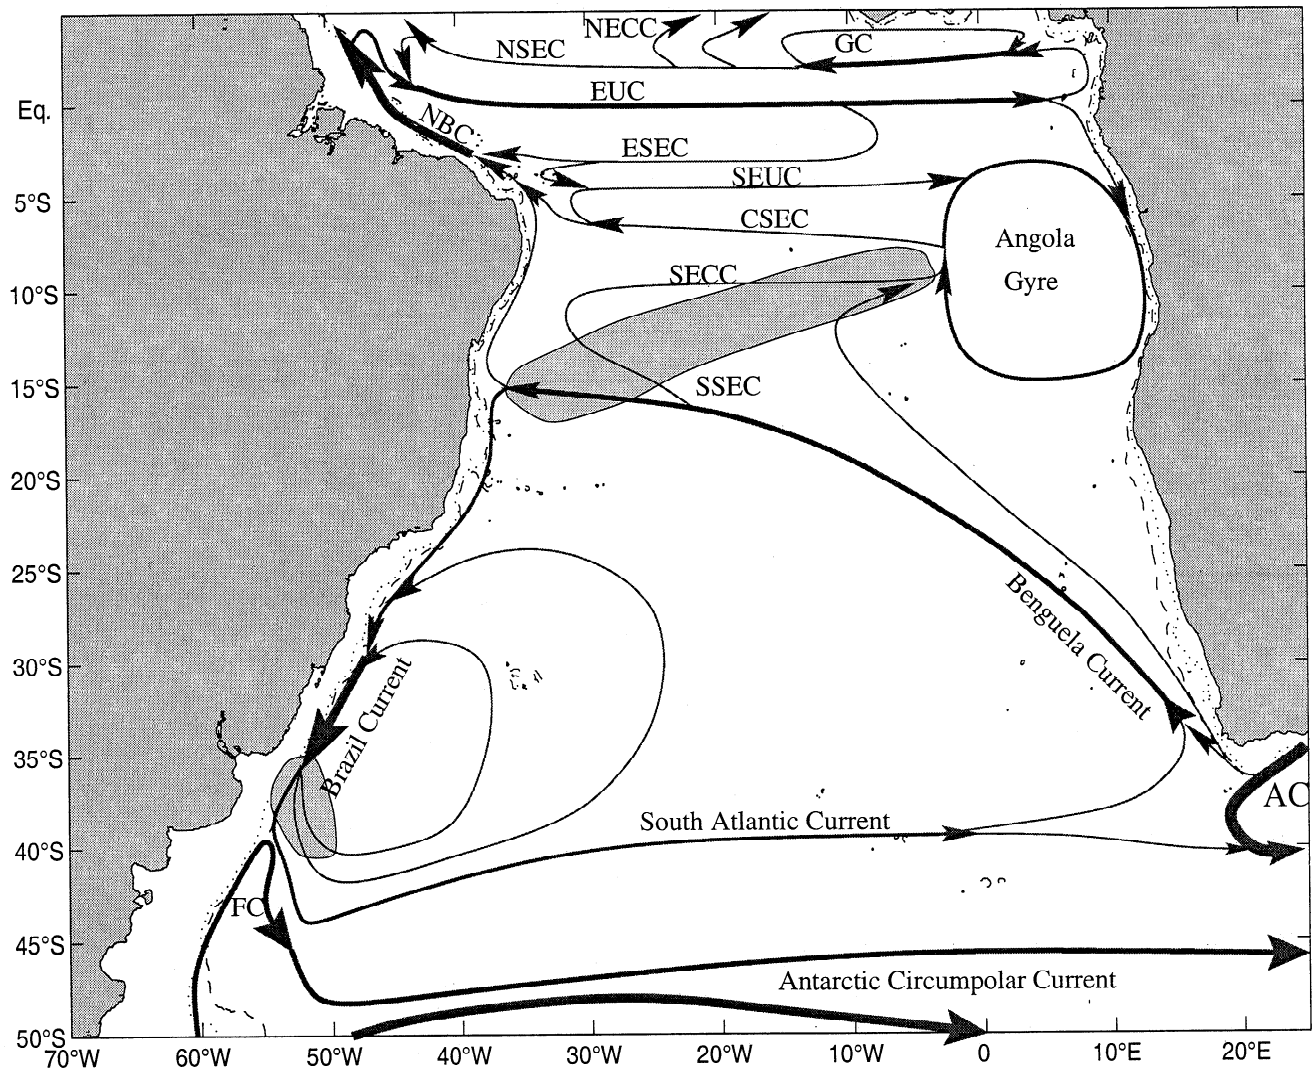 NECC
NSEC
GC
EUC
Eq.
NBC
ESEC
SEUC
5°S
CSEC
Angola
Gyre
SECC
10°S
SSEC
15°S
20°S
25°S
Benguela Current
30°S
Brazil Current
35°S
AC
South Atlantic Current
40°S
FC
45°S
Antarctic Circumpolar Current
50°S
70°W 60°W 50°W 40°W 30°W 20°W 10°W 0 10°E 20°E